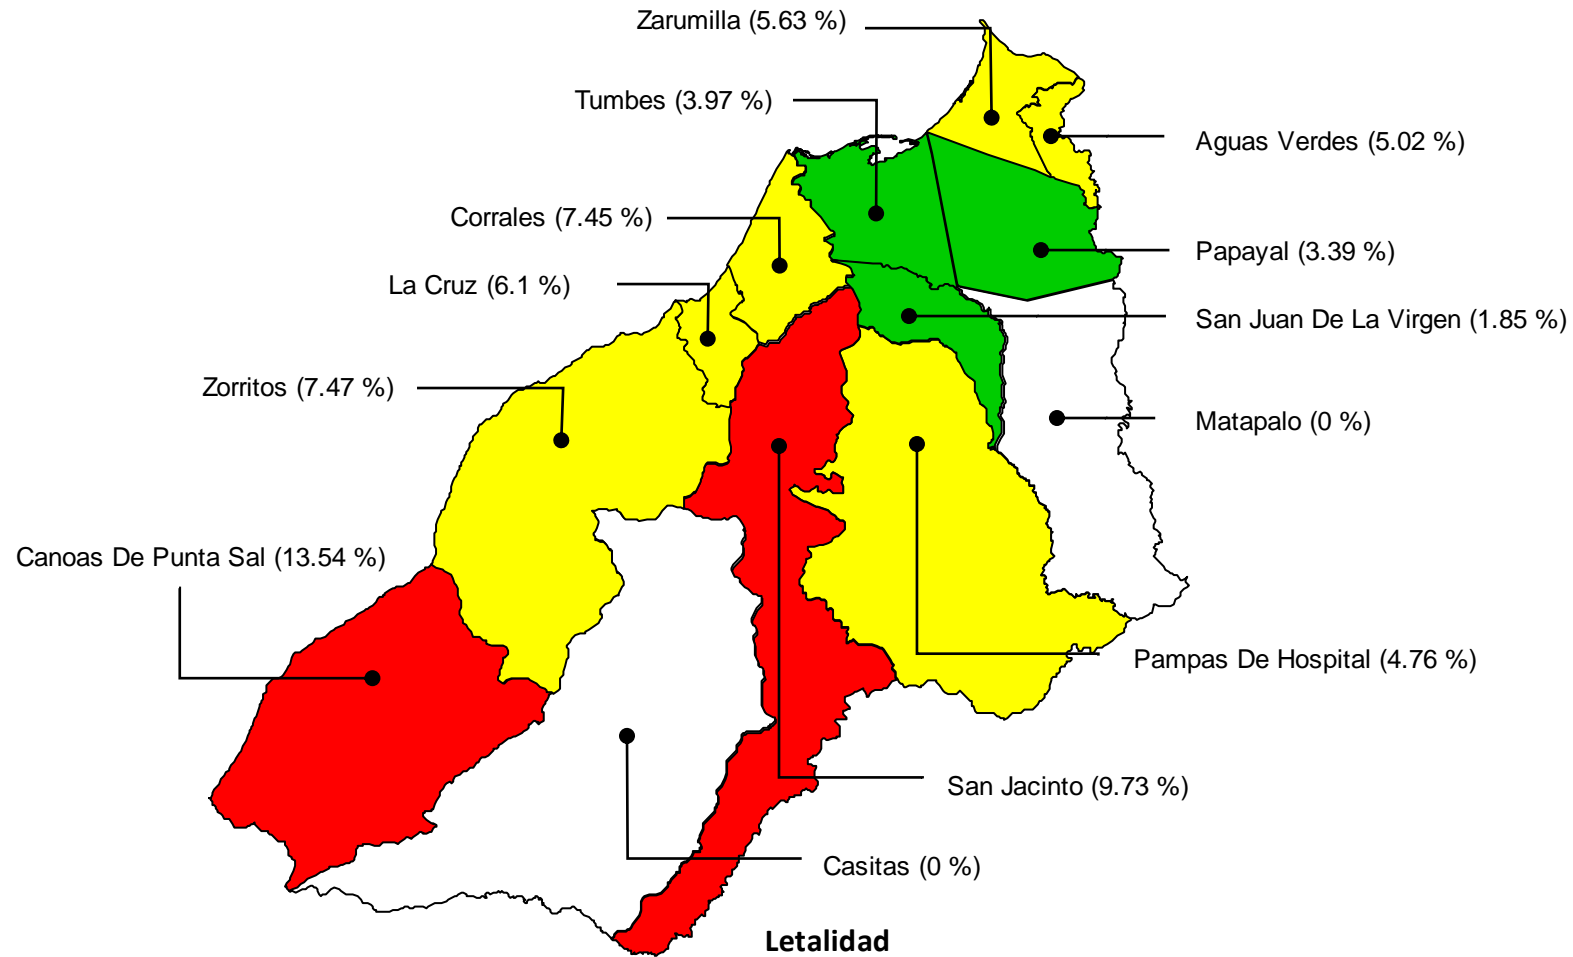 Zarumilla (5.63 %)
Tumbes (3.97 %)
Aguas Verdes (5.02 %)
Corrales (7.45 %)
Papayal (3.39 %)
La Cruz (6.1 %)
San Juan De La Virgen (1.85 %)
Zorritos (7.47 %)
Matapalo (0 %)
Canoas De Punta Sal (13.54 %)
Pampas De Hospital (4.76 %)
San Jacinto (9.73 %)
Casitas (0 %)
Letalidad